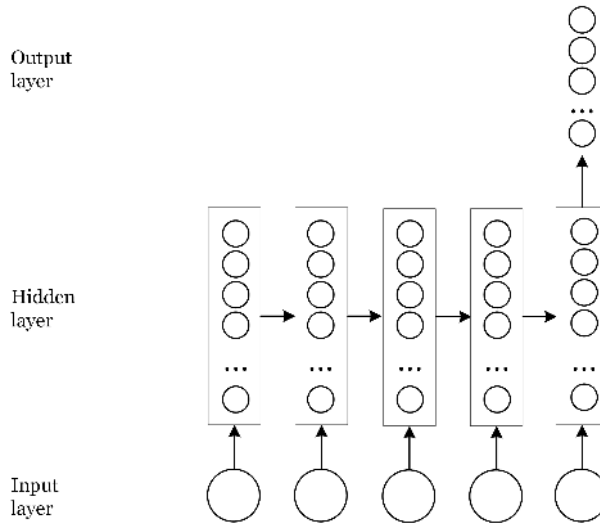 Output
layer
...
Hidden
layer
... ... ... ... ...
Input
layer